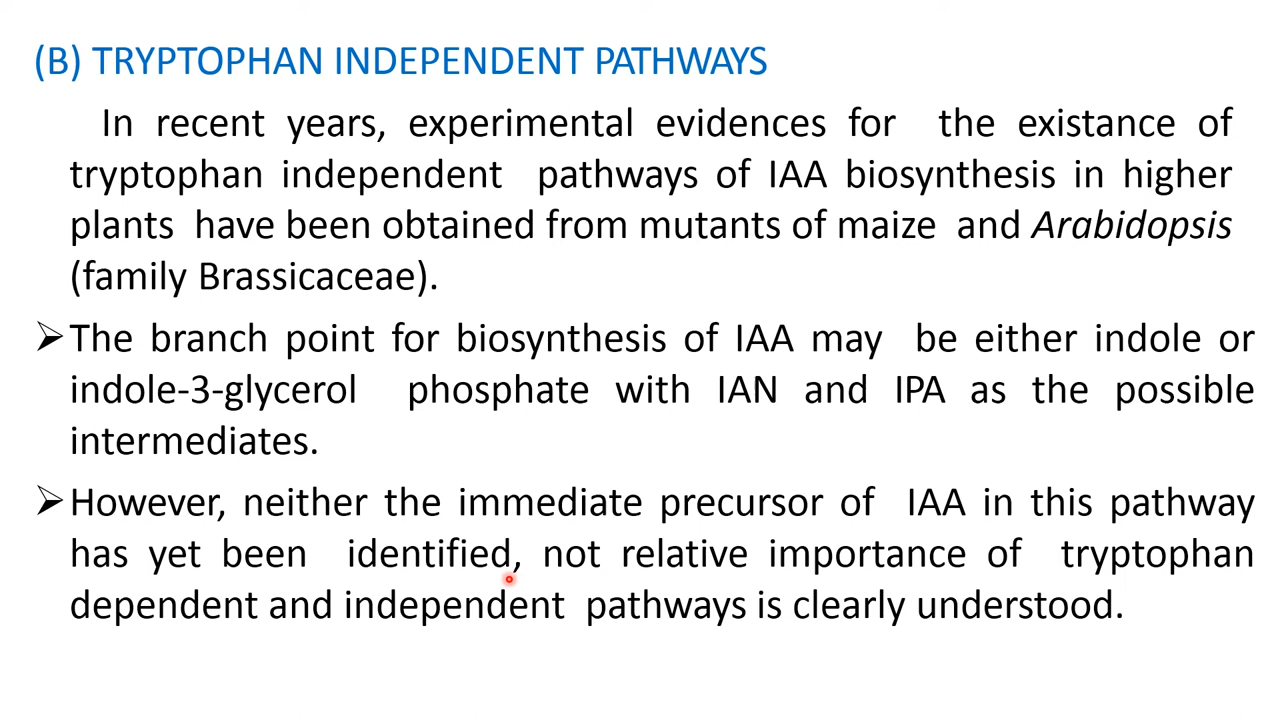 (B) TRYPTOPHAN INDEPENDENT PATHWAYS
In recent years, experimental evidences for the existance of
tryptophan independent pathways of IAA biosynthesis in higher
plants have been obtained from mutants of maize and Arabidopsis
(family Brassicaceae).
➢The branch point for biosynthesis of IAA may be either indole or
indole-3-glycerol phosphate with IAN and IPA as the possible
intermediates.
➢However, neither the immediate precursor of IAA in this pathway
has yet been identified, not relative importance of tryptophan
dependent and independent pathways is clearly understood.